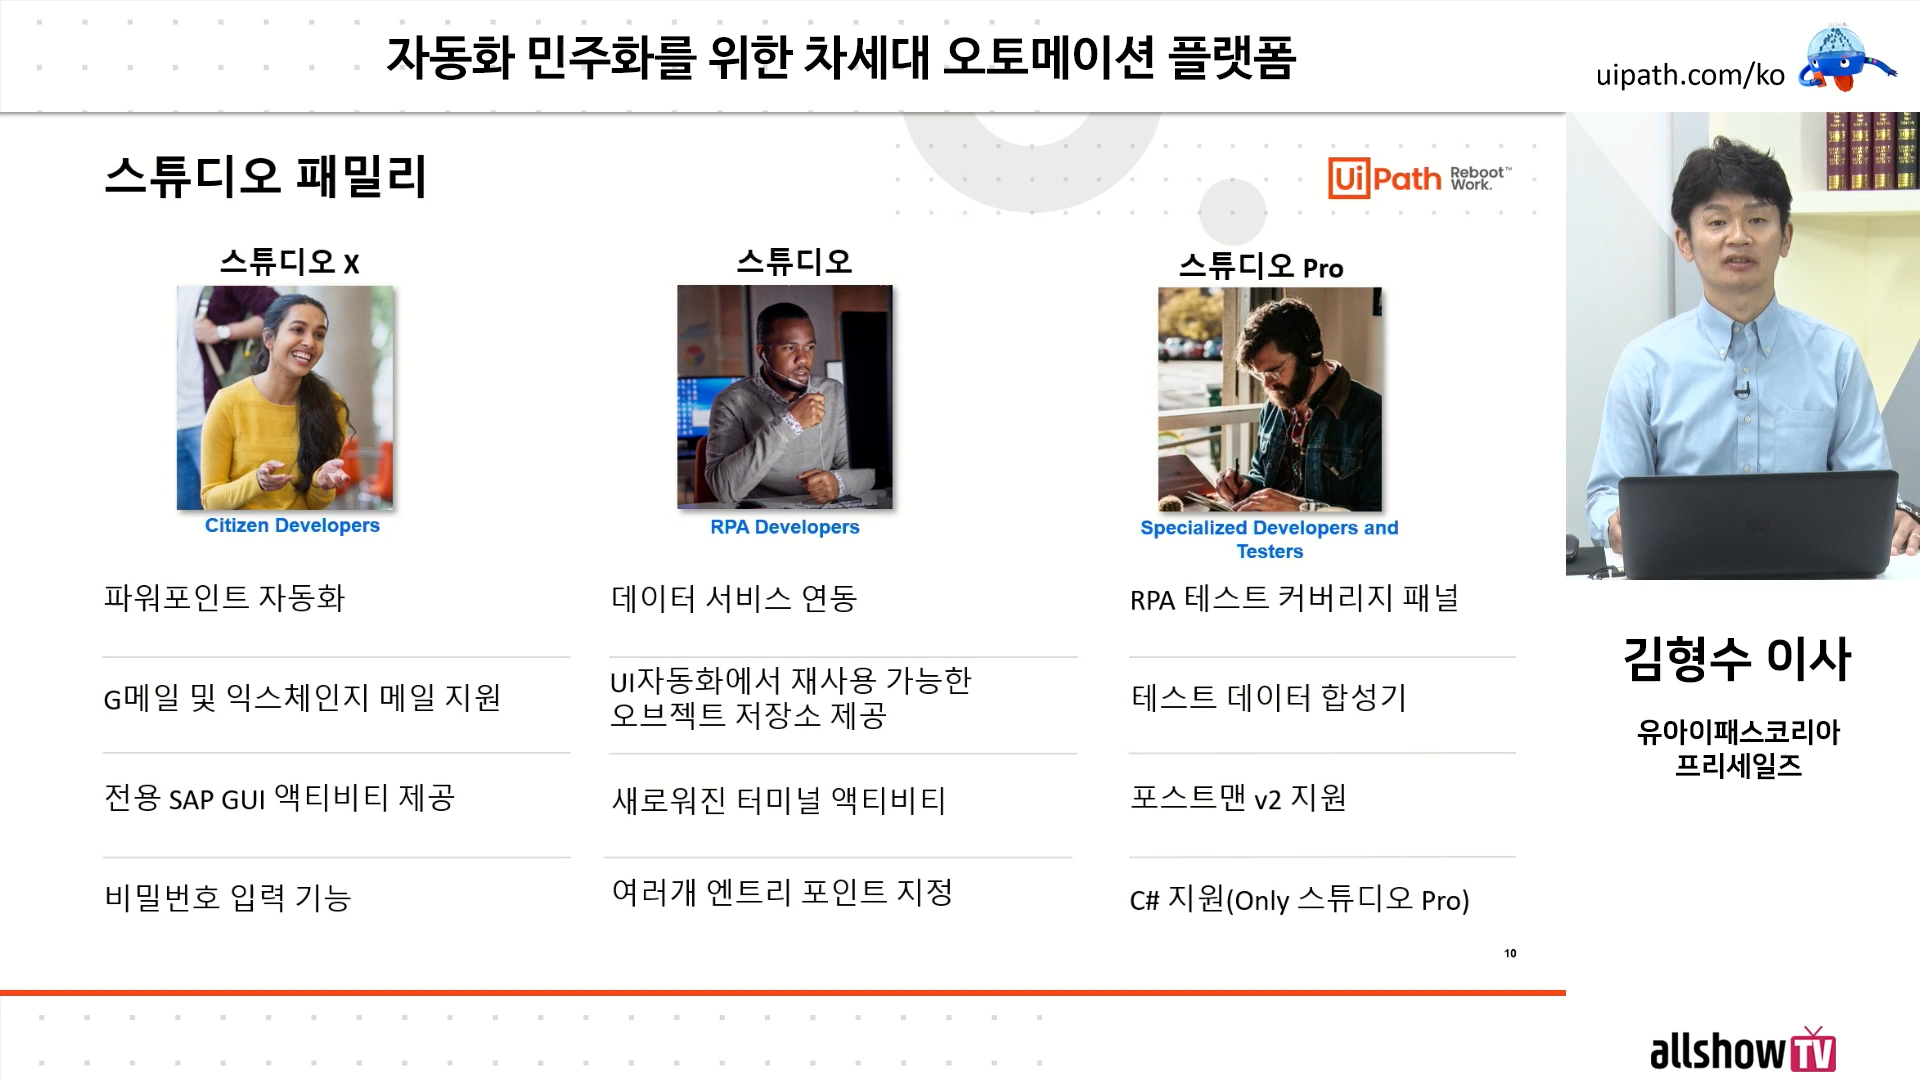 자동화 민주화를 위한 차세대 오토메이션 플랫폼
uipath.com/ko
스튜디오 패밀리
UiPath Reboot Work.™
스튜디오 X
스튜디오
스튜디오 Pro
Citizen Developers
RPA Developers
Specialized Developers and
Testers
파워포인트 자동화
데이터 서비스 연동
RPA 테스트 커버리지 패널
G메일 및 익스체인지 메일 지원
UI자동화에서 재사용 가능한
오브젝트 저장소 제공
테스트 데이터 합성기
전용 SAP GUI 액티비티 제공
새로워진 터미널 액티비티
포스트맨 v2 지원
비밀번호 입력 기능
여러개 엔트리 포인트 지정
C# 지원(Only 스튜디오 Pro)
10
김형수 이사
유아이패스코리아
프리세일즈
allshowTV